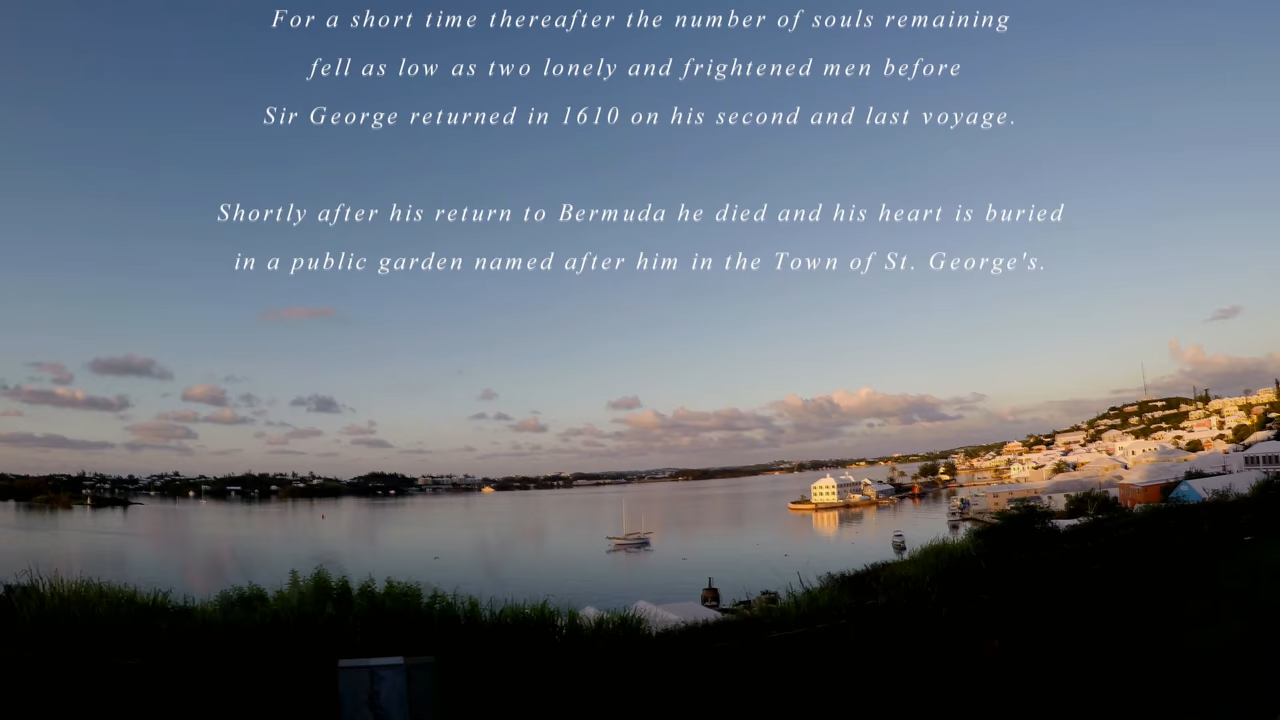 For a short time thereafter the number of souls remaining
fell as low as two lonely and frightened men before
Sir George returned in 1610 on his second and last voyage.
Shortly after his return to Bermuda he died and his heart is buried
in a public garden named after him in the Town of St. George's.